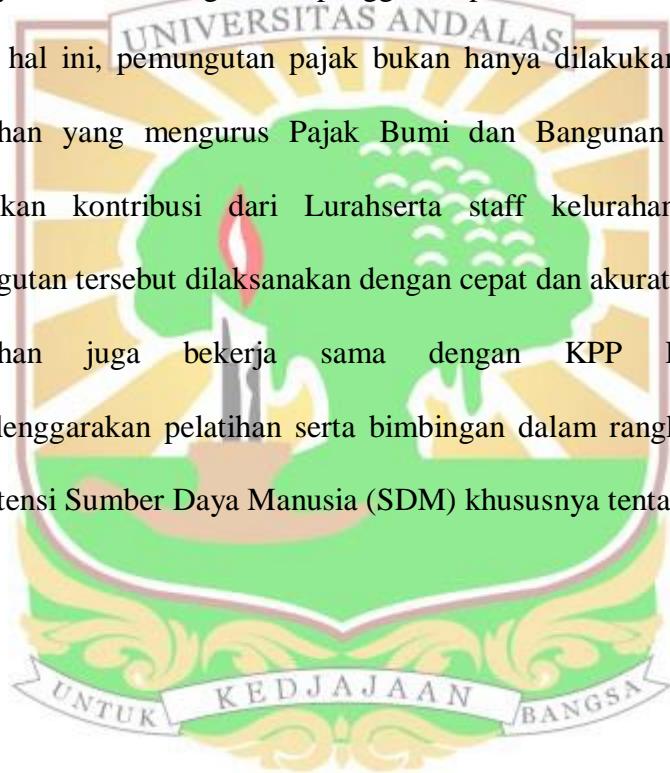 UNIVERSITAS ANDALAS
hal ini, pemungutan pajak bukan hanya dilakukan
han yang mengurus Pajak Bumi dan Bangunan
kan kontribusi dari Lurahserta staff kelurahan
gutan tersebut dilaksanakan dengan cepat dan akurat
han juga bekerja sama dengan KPP
lenggarakan pelatihan serta bimbingan dalam rangk
tensi Sumber Daya Manusia (SDM) khususnya tenta
UNTUK KEDJAJAAN BANGSA